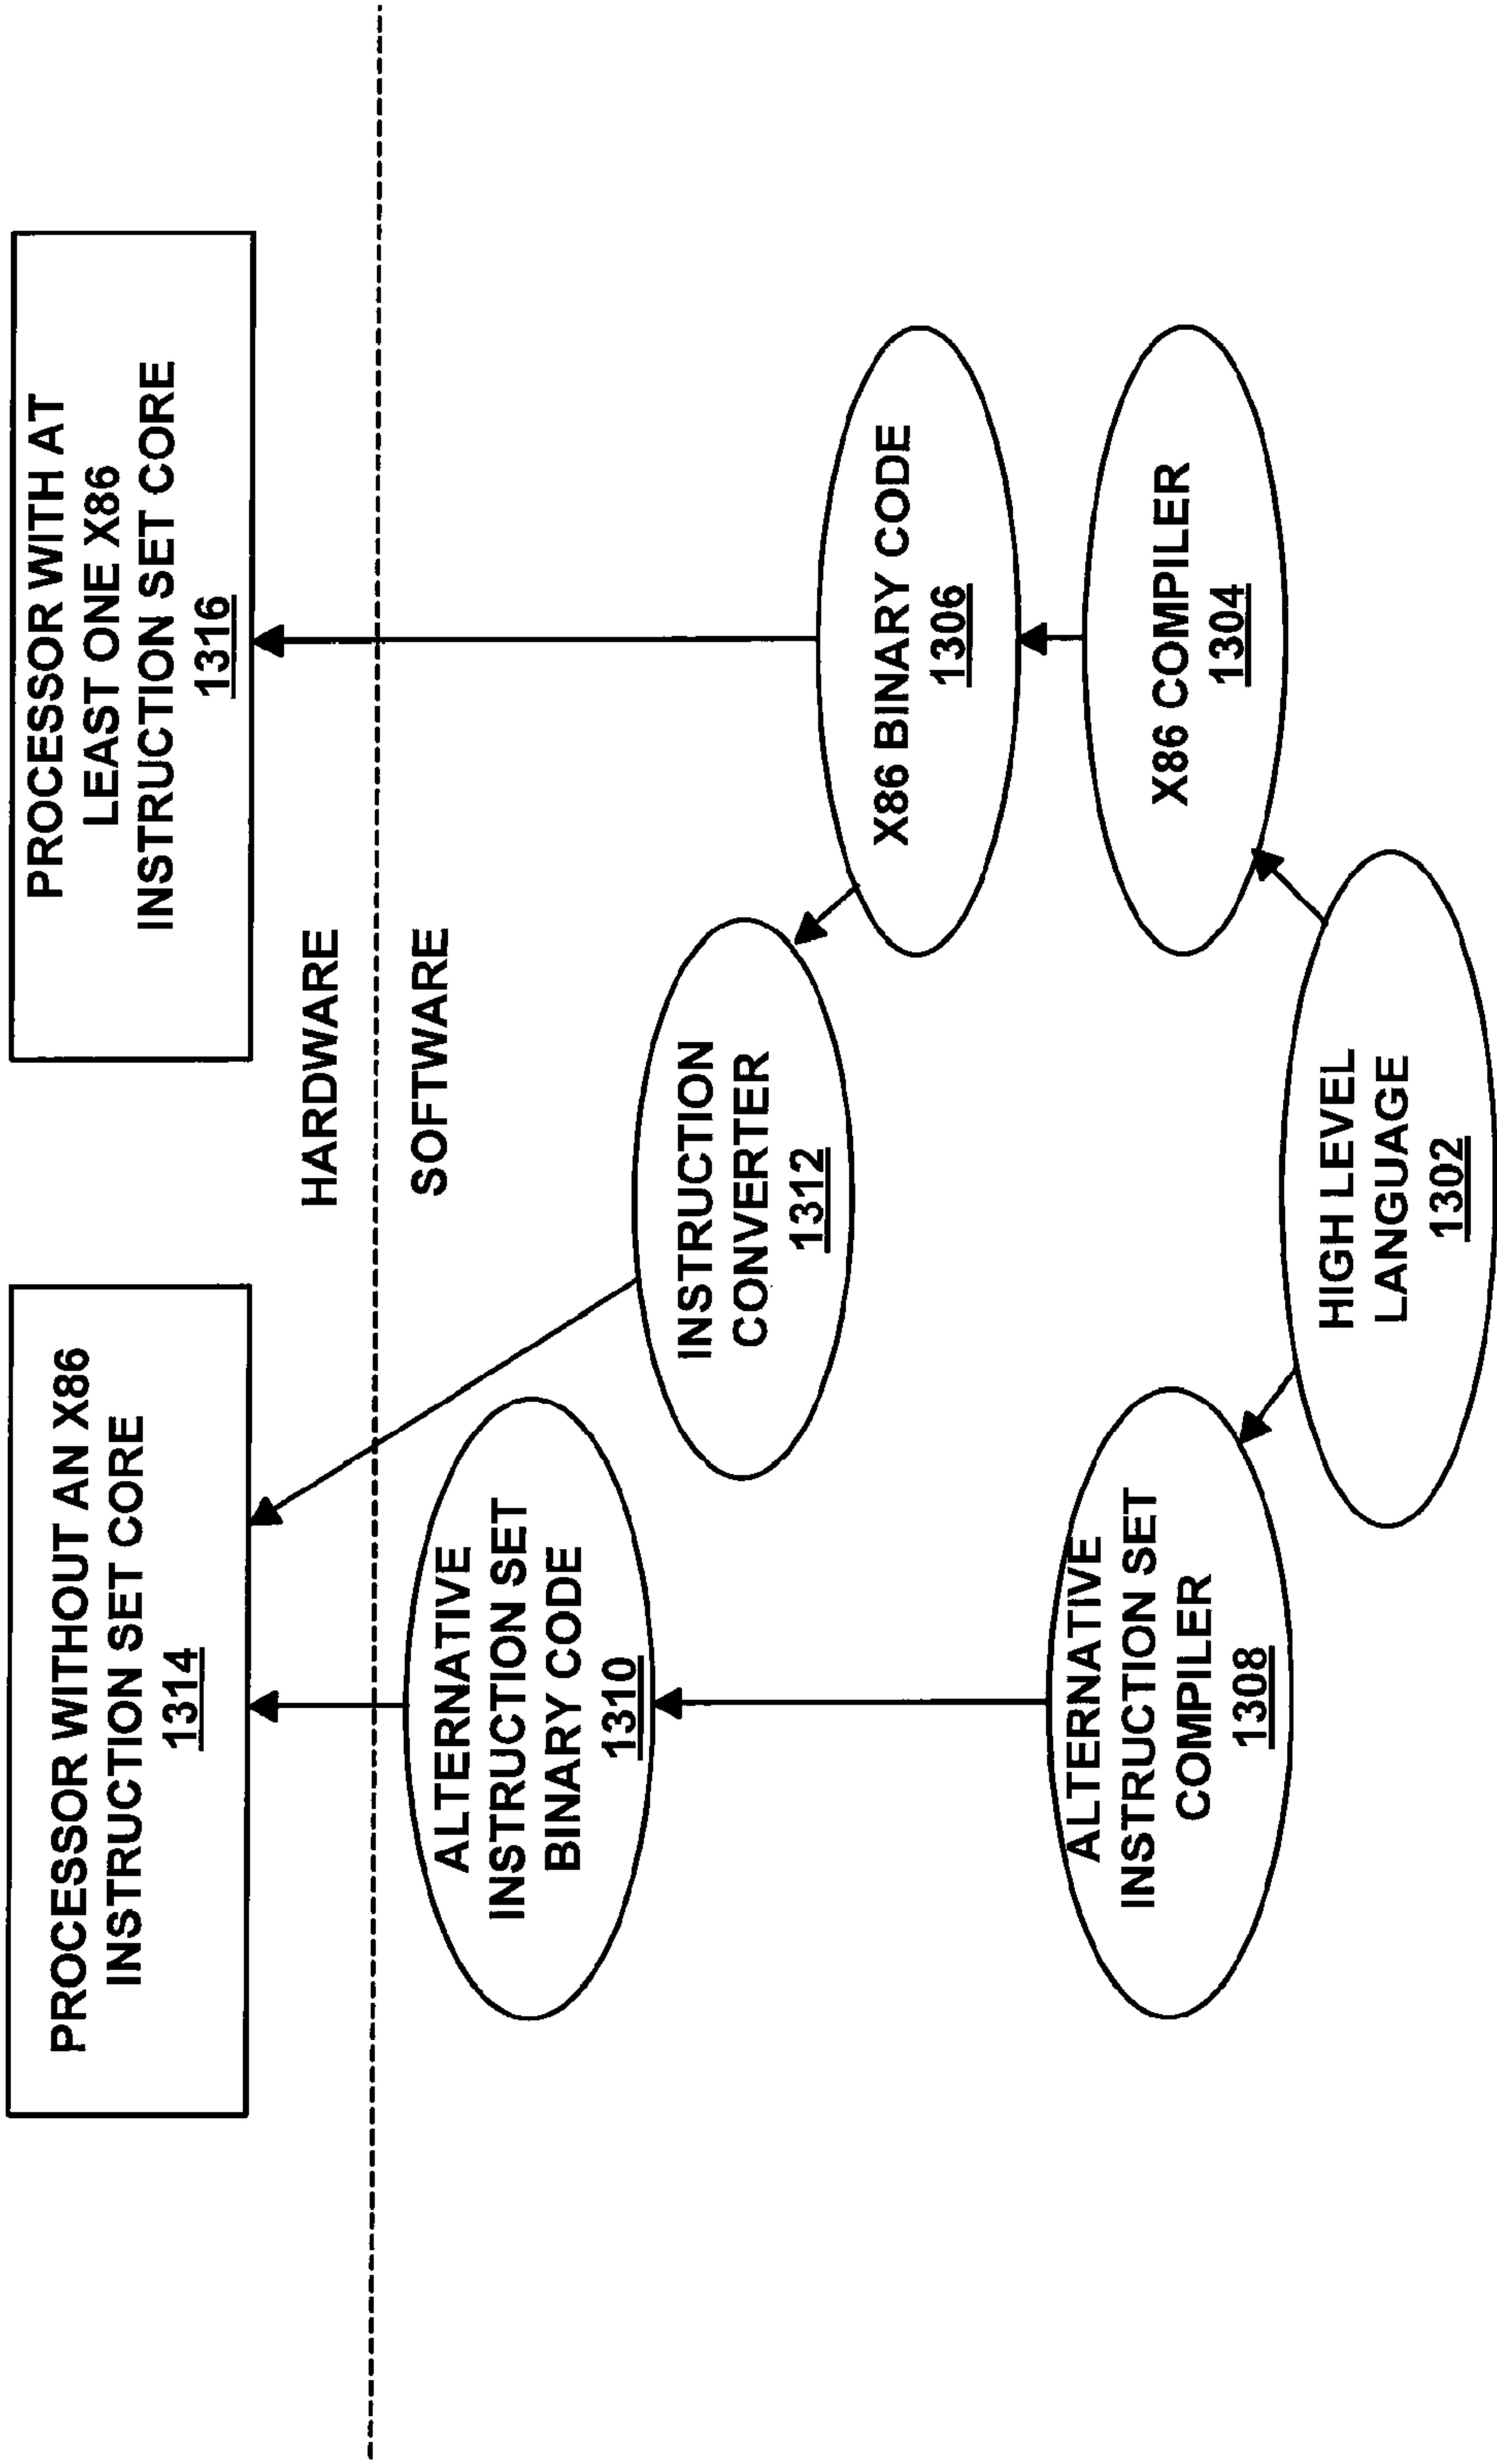 PROCESSOR WITHOUT AN X86
INSTRUCTION SET CORE
1314
PROCESSOR WITH AT
LEAST ONE X86
INSTRUCTION SET CORE
1316
HARDWARE
SOFTWARE
ALTERNATIVE
INSTRUCTION SET
BINARY CODE
1310
INSTRUCTION
CONVERTER
1312
X86 BINARY CODE
1306
ALTERNATIVE
INSTRUCTION SET
COMPILER
1308
X86 COMPILER
1304
HIGH LEVEL
LANGUAGE
1302